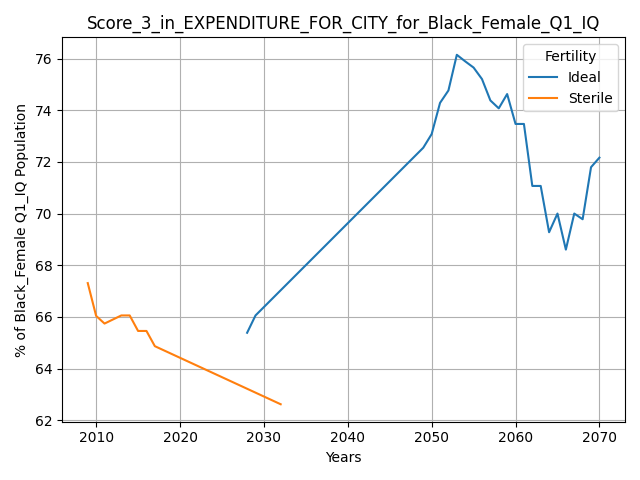 Score_3_in_EXPENDITURE_FOR_CITY_for_Black_Female_Q1_IQ
Fertility
Ideal
Sterile
% of Black_Female Q1_IQ Population
76
74
72
70
68
66
64
62
2010
2020
2030
2040
2050
2060
2070
Years